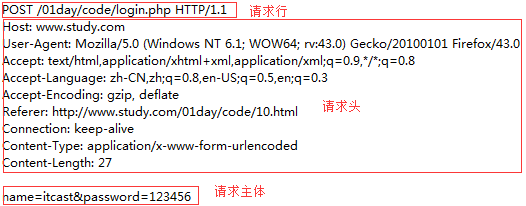 POST /01day/code/login.php HTTP/1.1
请求行
Host: www.study.com
User-Agent: Mozilla/5.0 (Windows NT 6.1; WOW64; rv:43.0) Gecko/20100101 Firefox/43.0
Accept: text/html,application/xhtml+xml,application/xml;q=0.9,*/*;q=0.8
Accept-Language: zh-CN,zh;q=0.8,en-US;q=0.5,en;q=0.3
Accept-Encoding: gzip, deflate
Referer: http://www.study.com/01day/code/10.html
请求头
Connection: keep-alive
Content-Type: application/x-www-form-urlencoded
Content-Length: 27
name=itcast&password=123456
请求主体